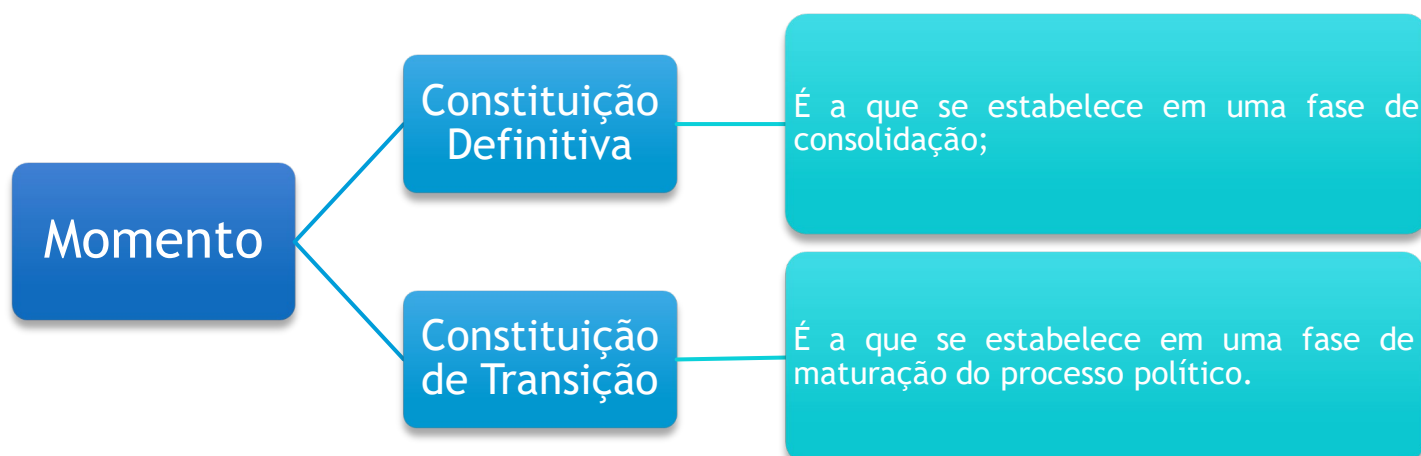 Momento
Constituição
Definitiva
É a que se estabelece em uma fase de
consolidação;
Constituição
de Transição
É a que se estabelece em uma fase de
maturação do processo político.